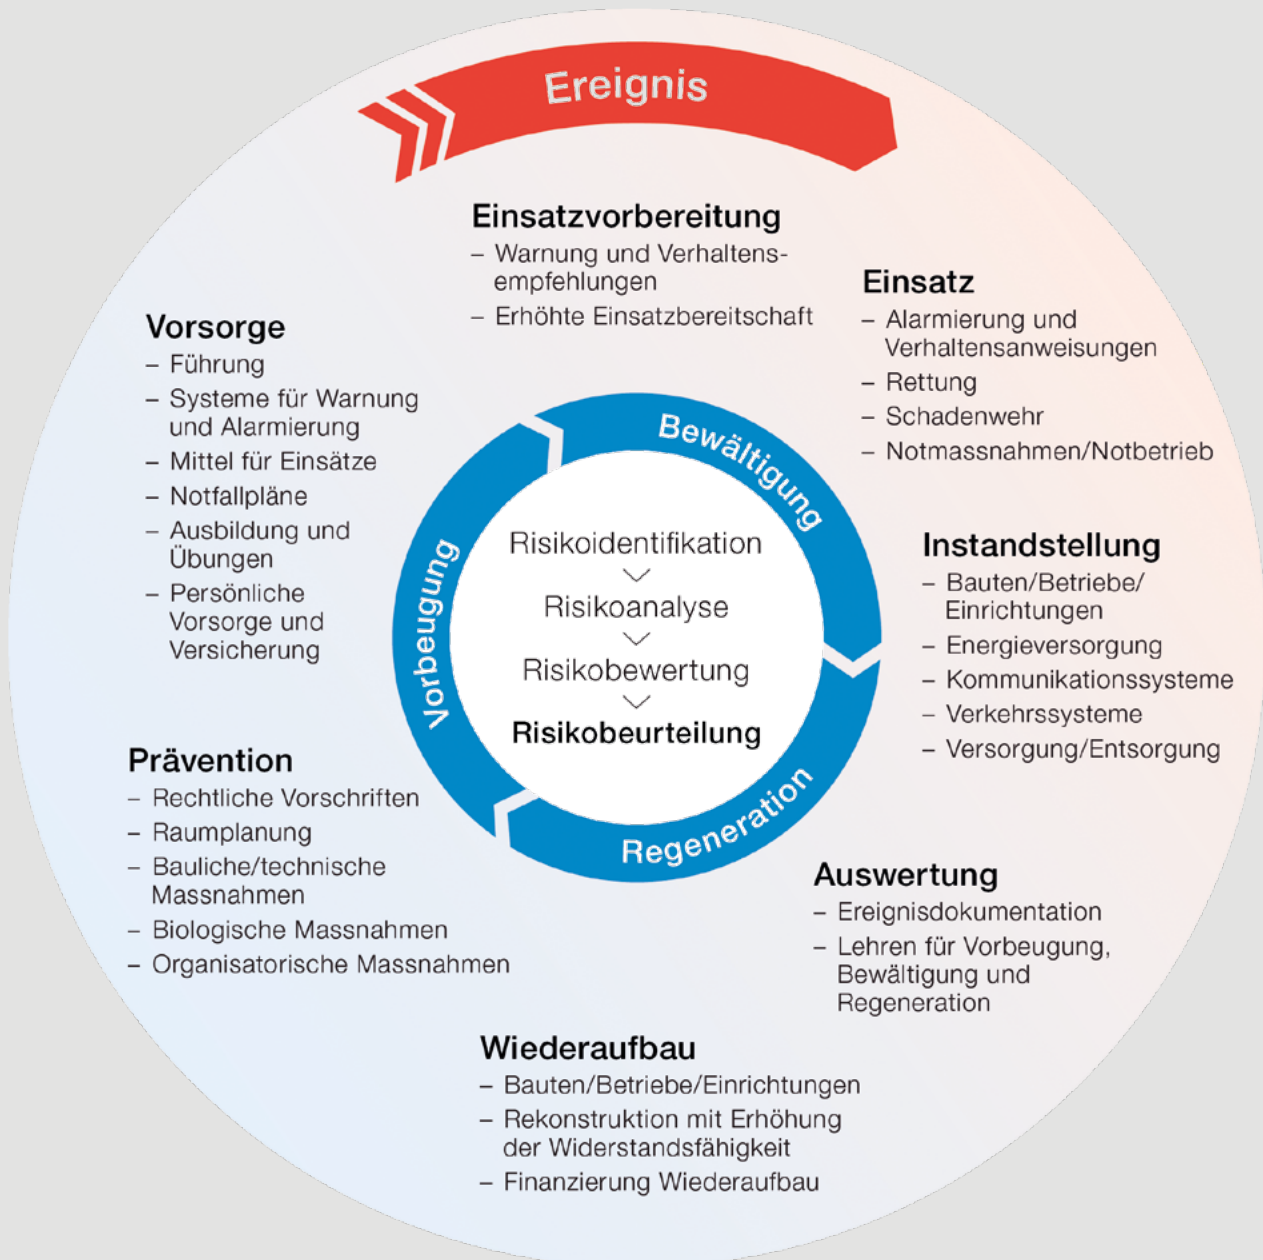 Ereignis
Einsatzvorbereitung
– Warnung und Verhaltens-
empfehlungen
– Erhöhte Einsatzbereitschaft
Einsatz
– Alarmierung und
Verhaltensanweisungen
– Rettung
– Schadenwehr
– Notmassnahmen/Notbetrieb
Instandstellung
– Bauten/Betriebe/
Einrichtungen
– Energieversorgung
– Kommunikationssysteme
– Verkehrssysteme
– Versorgung/Entsorgung
Auswertung
– Ereignisdokumentation
– Lehren für Vorbeugung,
Bewältigung und
Regeneration
Wiederaufbau
– Bauten/Betriebe/Einrichtungen
– Rekonstruktion mit Erhöhung
der Widerstandsfähigkeit
– Finanzierung Wiederaufbau
Prävention
– Rechtliche Vorschriften
– Raumplanung
– Bauliche/technische
Massnahmen
– Biologische Massnahmen
– Organisatorische Massnahmen
Vorsorge
– Führung
– Systeme für Warnung
und Alarmierung
– Mittel für Einsätze
– Notfallpläne
– Ausbildung und
Übungen
– Persönliche
Vorsorge und
Versicherung
Bewältigung
Regeneration
Vorbeugung
Risikoidentifikation
Risikoanalyse
Risikobewertung
Risikobeurteilung